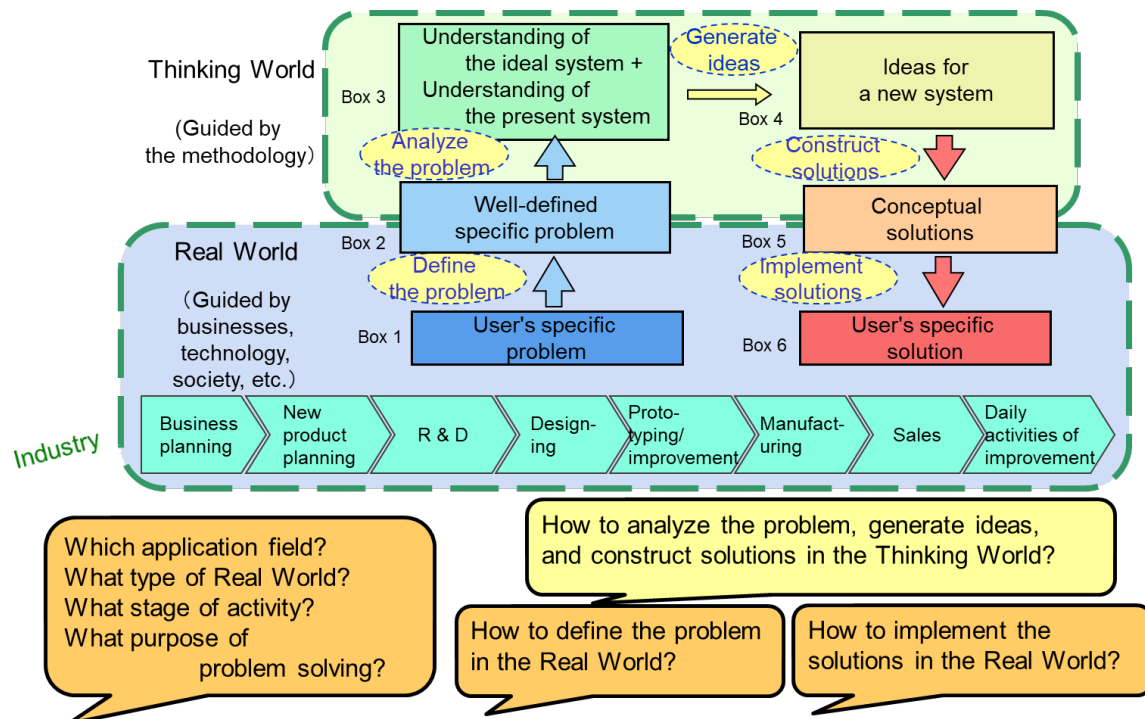 Thinking World
(Guided by
the methodology）
Box 3
Understanding of
the ideal system +
Understanding of
the present system
Generate
ideas
Box 4
Ideas for
a new system
Analyze
the problem
Construct
solutions
Well-defined
specific problem
Conceptual
solutions
Real World
Box 2
Box 5
（Guided by
businesses,
technology,
society, etc.）
Define
the problem
Implement
solutions
Box 1
User's specific
problem
Box 6
User's specific
solution
Industry
Business
planning
New
product
planning
R & D
Design-
ing
Proto-
typing/
improvement
Manufact-
uring
Sales
Daily
activities of
improvement
Which application field?
What type of Real World?
What stage of activity?
What purpose of
problem solving?
How to analyze the problem, generate ideas,
and construct solutions in the Thinking World?
How to define the problem
in the Real World?
How to implement the
solutions in the Real World?